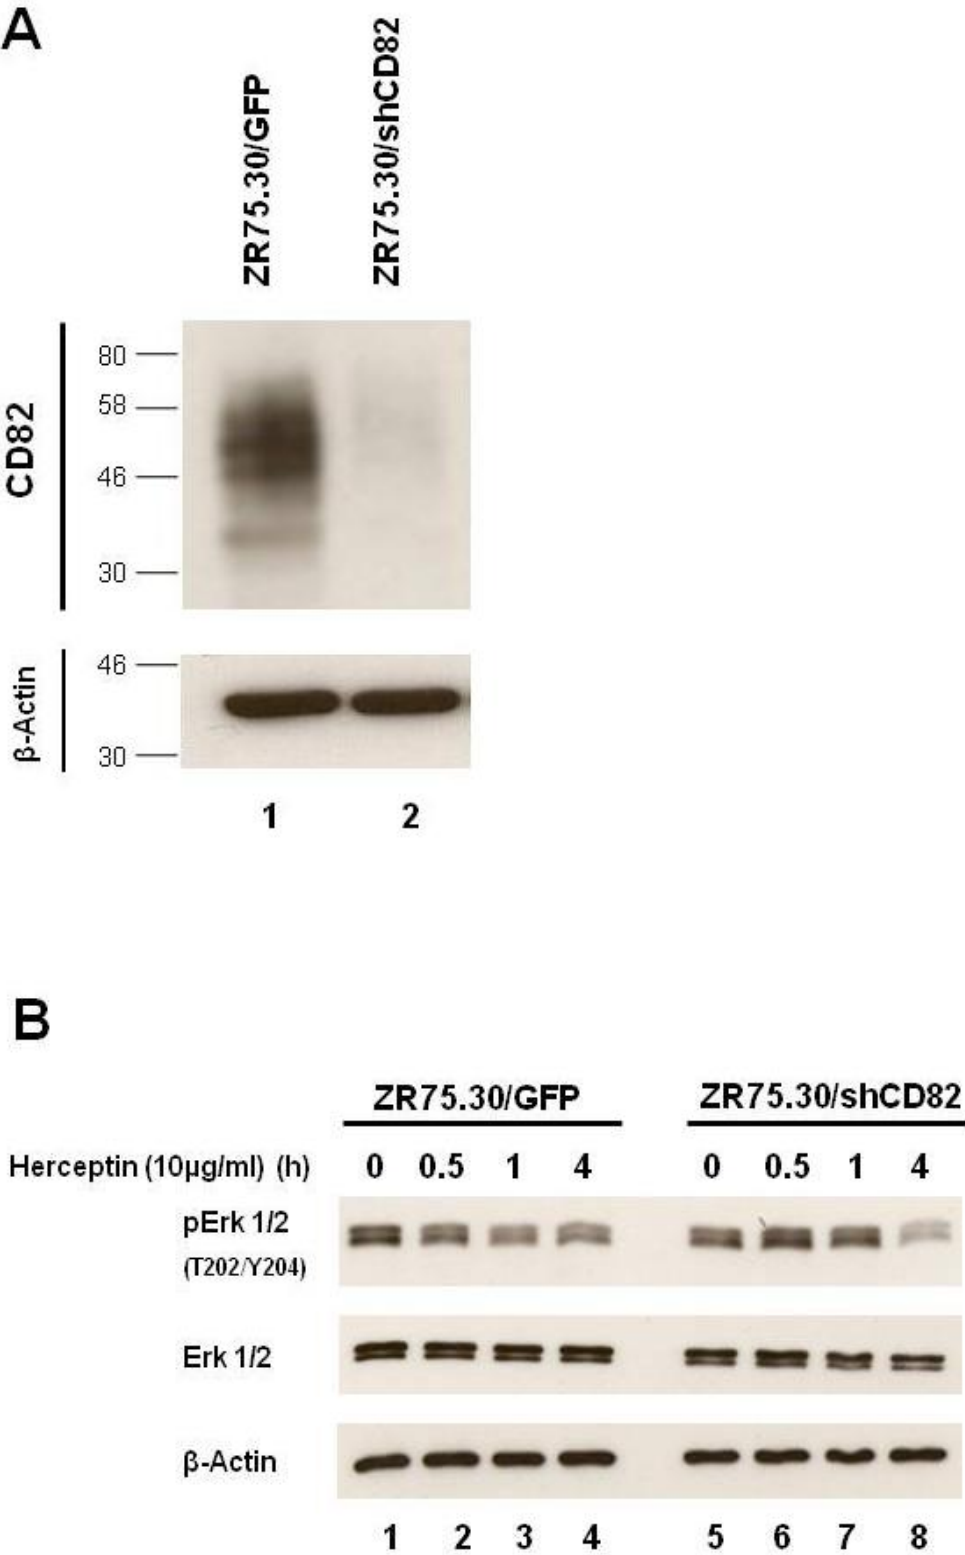 A
ZR75.30/GFP
ZR75.30/shCD82
CD82
80
58
46
30
β-Actin
46
30
1 2
B
ZR75.30/GFP ZR75.30/shCD82
Herceptin (10µg/ml) (h) 0 0.5 1 4 0 0.5 1 4
pErk 1/2
(T202/Y204)
Erk 1/2
β-Actin
1 2 3 4 5 6 7 8